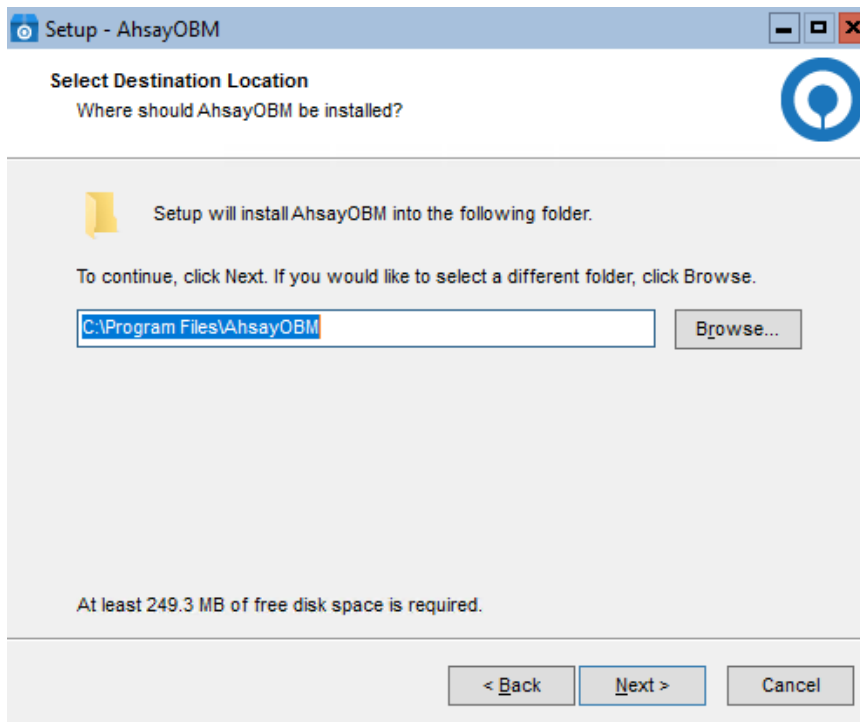 Setup - AhsayOBM
Select Destination Location
Where should AhsayOBM be installed?
Setup will install AhsayOBM into the following folder.
To continue, click Next. If you would like to select a different folder, click Browse.
C:\Program Files\AhsayOBM
Browse...
At least 249.3 MB of free disk space is required.
< Back
Next >
Cancel